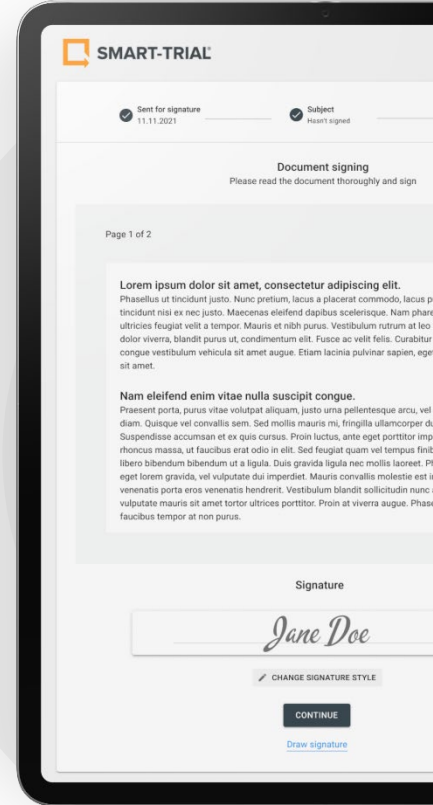 SMART-TRIAL®
Sent for signature
11.11.2021
Subject
Hasn't signed
Document signing
Please read the document thoroughly and sign
Page 1 of 2
Lorem ipsum dolor sit amet, consectetur adipiscing elit.
Phasellus ut tincidunt justo. Nunc pretium, lacus a placerat commodo, lacus p
tincidunt nisi ex nec justo. Maecenas eleifend dapibus scelerisque. Nam phare
ultricies feugiat velit a tempor. Mauris et nibh purus. Vestibulum rutrum at leo
dolor viverra, blandit purus ut, condimentum elit. Fusce ac velit felis. Curabitur
congue vestibulum vehicula sit amet augue. Etiam lacinia pulvinar sapien, eget
sit amet.
Nam eleifend enim vitae nulla suscipit congue.
Praesent porta, purus vitae volutpat aliquam, justo urna pellentesque arcu, vel
diam. Quisque vel convallis sem. Sed mollis mauris mi, fringilla ullamcorper du
Suspendisse accumsan et ex quis cursus. Proin luctus, ante eget porttitor imp
rhoncus massa, ut faucibus erat odio in elit. Sed feugiat quam vel tempus finib
libero bibendum bibendum ut a ligula. Duis gravida ligula nec mollis laoreet. Ph
eget lorem gravida, vel vulputate dui imperdiet. Mauris convallis molestie est i
venenatis porta eros venenatis hendrerit. Vestibulum blandit sollicitudin nunc
vulputate mauris sit amet tortor ultrices porttitor. Proin at viverra augue. Phase
faucibus tempor at non purus.
Signature
Jane Doe
CHANGE SIGNATURE STYLE
CONTINUE
Draw signature